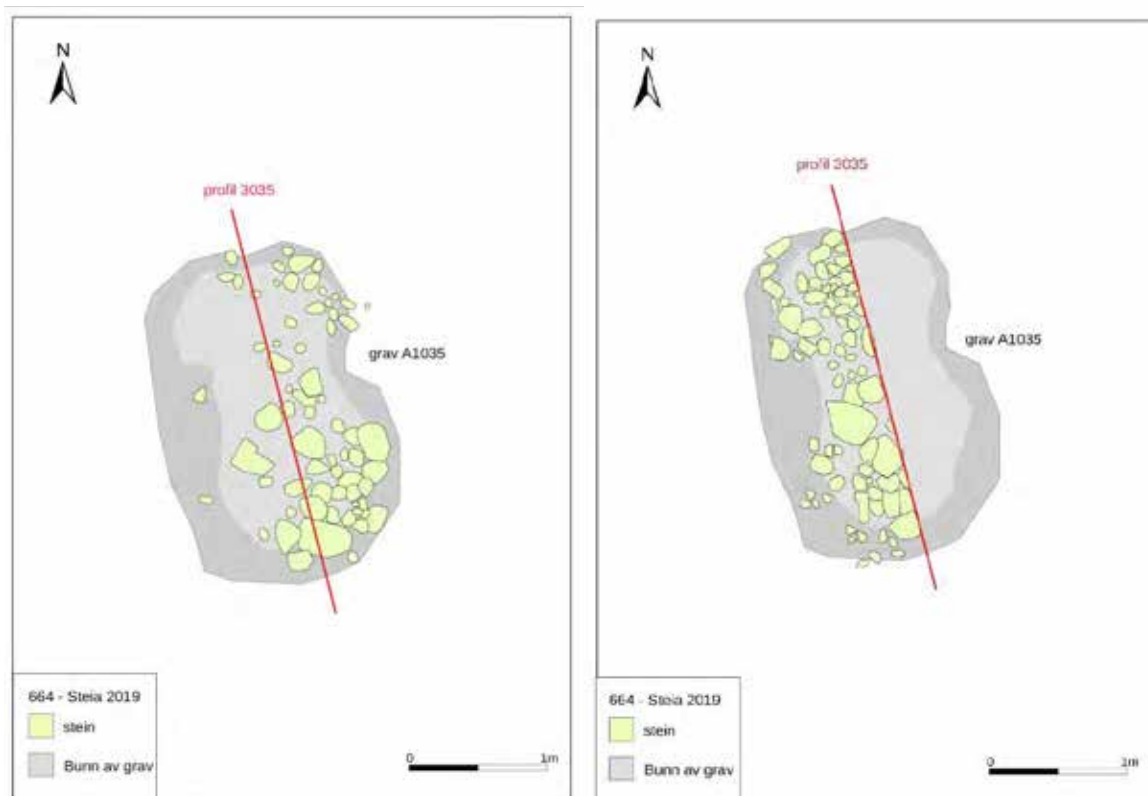 N
profil 3035
grav A1035
664 - Steia 2019
stein
Bunn av grav
0 1m
N
profil 3035
grav A1035
664 - Steia 2019
stein
Bunn av grav
0 1m